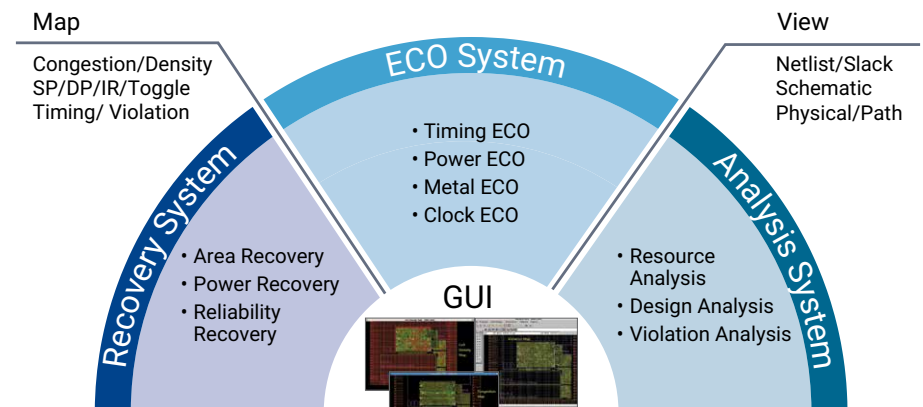 Map
Congestion/Density
SP/DP/IR/Toggle
Timing/ Violation
View
Netlist/Slack
Schematic
Physical/Path
ECO System
• Timing ECO
• Power ECO
• Metal ECO
• Clock ECO
Recovery System
• Area Recovery
• Power Recovery
• Reliability
Recovery
Analysis System
• Resource
Analysis
• Design Analysis
• Violation Analysis
GUI